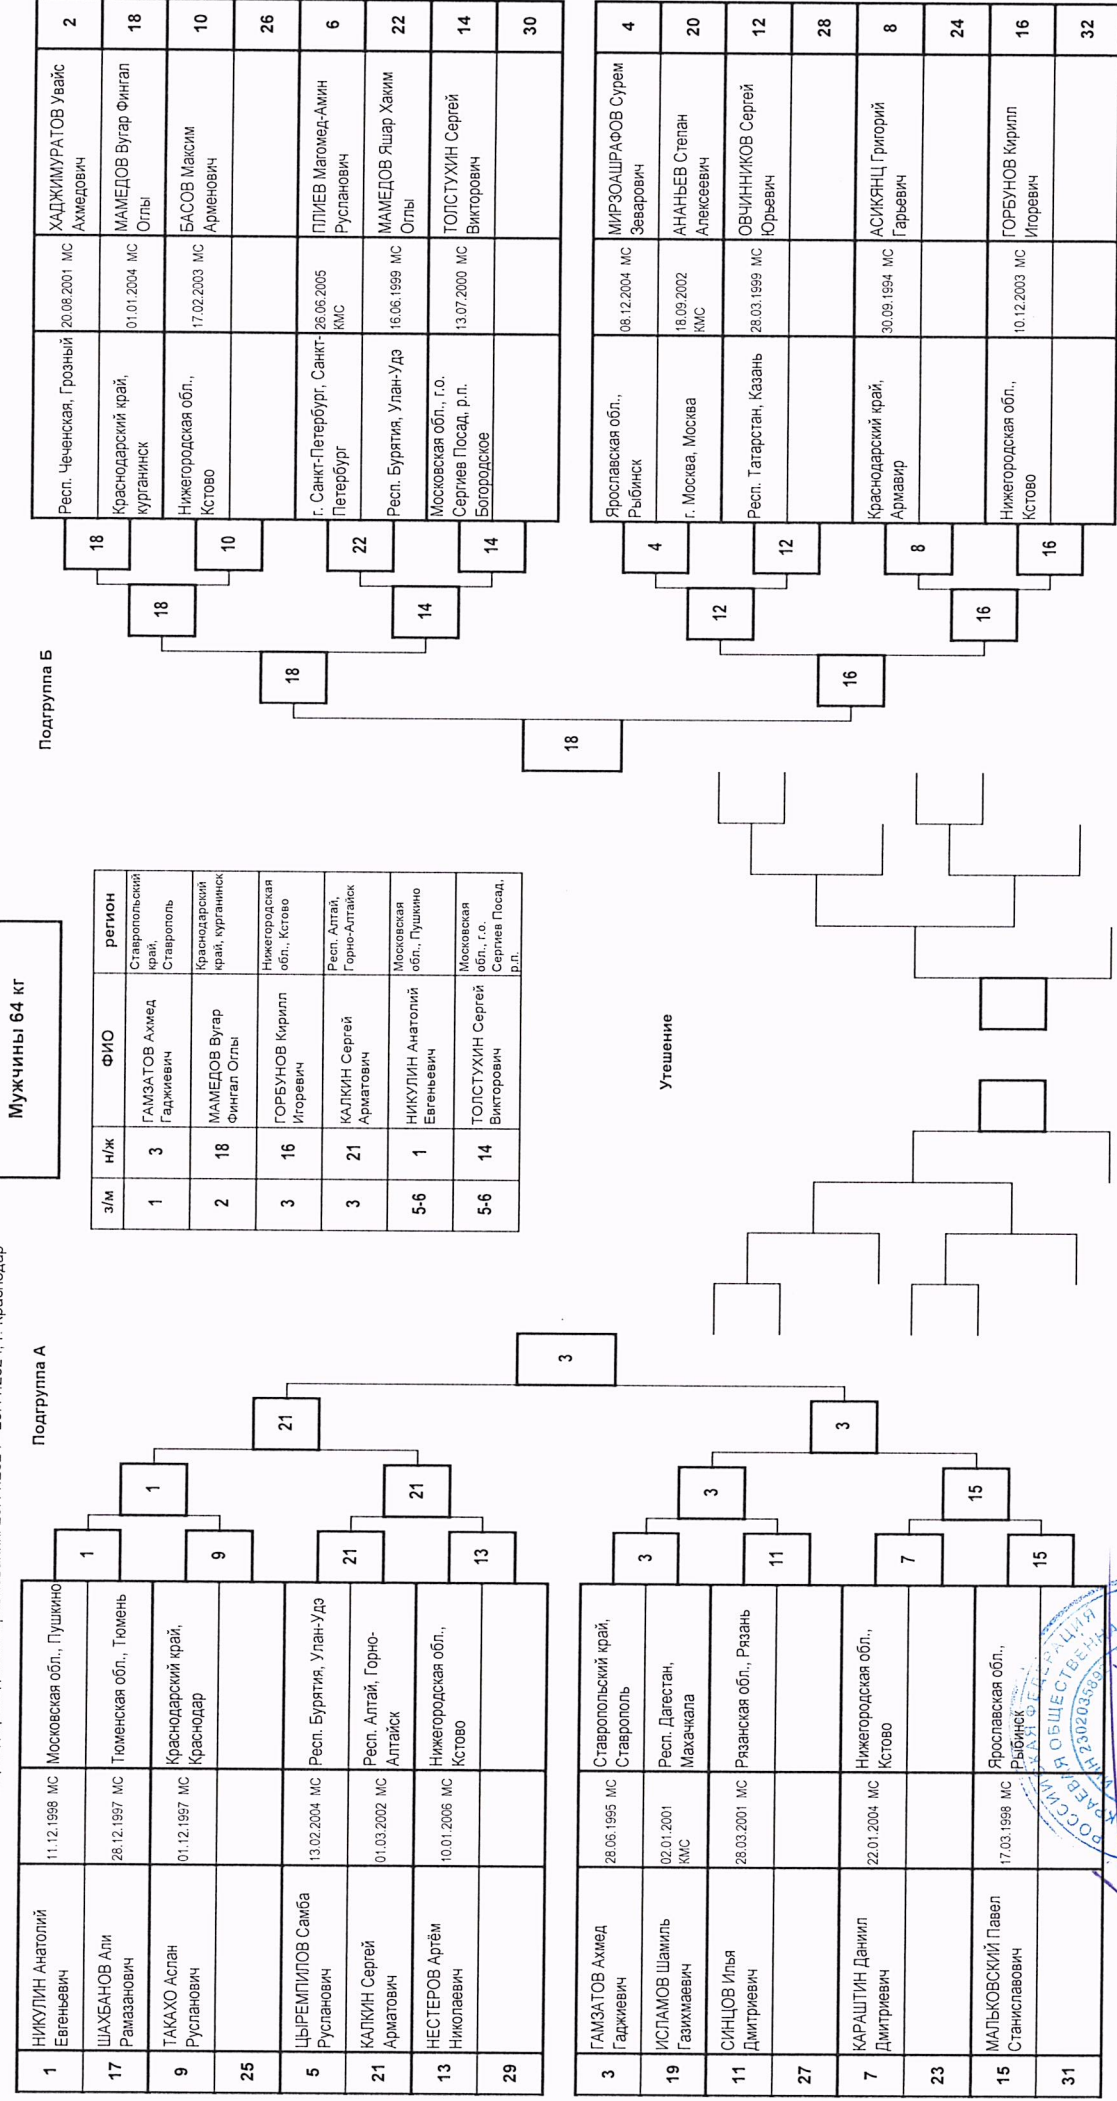 Мужчины 64 кг
Подгруппа А
1
НИКУЛИН Анатолий
Евгеньевич
11.12.1998 МС
Московская обл., Пушкино
17
ШАХБАНОВ Али
Рамазанович
28.12.1997 МС
Тюменская обл., Тюмень
9
ТАКАХО Аслан
Русланович
01.12.1997 МС
Краснодарский край,
Краснодар
25
5
ЦЫРЕМПИЛОВ Самба
Русланович
13.02.2004 МС
Респ. Бурятия, Улан-Удэ
21
КАЛКИН Сергей
Арматович
01.03.2002 МС
Респ. Алтай, Горно-
Алтайск
13
НЕСТЕРОВ Артём
Николаевич
10.01.2006 МС
Нижегородская обл.,
Кстово
29
3
ГАМЗАТОВ Ахмед
Гаджиевич
28.06.1995 МС
Ставропольский край,
Ставрополь
19
ИСЛАМОВ Шамиль
Газихмаевич
02.01.2001
КМС
Респ. Дагестан,
Махачкала
11
СИНЦОВ Илья
Дмитриевич
28.03.2001 МС
Рязанская обл., Рязань
27
7
КАРАШТИН Даниил
Дмитриевич
22.01.2004 МС
Нижегородская обл.,
Кстово
23
15
МАЛЬКОВСКИЙ Павел
Станиславович
17.03.1998 МС
Ярославская обл.,
Рыбинск
31
1
9
21
13
3
11
7
15
1
21
3
15
21
3
3
з/м н/ж ФИО регион
1 3
ГАМЗАТОВ Ахмед
Гаджиевич
Ставропольский
край,
Ставрополь
2 18
МАМЕДОВ Вугар
Фингал Оглы
Краснодарский
край, курганинск
3 16
ГОРБУНОВ Кирилл
Игоревич
Нижегородская
обл., Кстово
3 21
КАЛКИН Сергей
Арматович
Респ. Алтай,
Горно-Алтайск
5-6 1
НИКУЛИН Анатолий
Евгеньевич
Московская
обл., Пушкино
5-6 14
ТОЛСТУХИН Сергей
Викторович
Московская
обл., г.о.
Сергиев Посад,
р.п.
Утешение
Подгруппа Б
18
10
22
14
4
12
8
16
18
14
12
16
18
16
18
Респ. Чеченская, Грозный
20.08.2001 МС
ХАДЖИМУРАТОВ Увайс
Ахмедович
2
Краснодарский край,
курганинск
01.01.2004 МС
МАМЕДОВ Вугар Фингал
Оглы
18
Нижегородская обл.,
Кстово
17.02.2003 МС
БАСОВ Максим
Арменович
10
26
г. Санкт-Петербург, Санкт-
Петербург
26.06.2005
КМС
ПЛИЕВ Магомед-Амин
Русланович
6
Респ. Бурятия, Улан-Удэ
16.06.1999 МС
МАМЕДОВ Яшар Хаким
Оглы
22
Московская обл., г.о.
Сергиев Посад, р.п.
Богородское
13.07.2000 МС
ТОЛСТУХИН Сергей
Викторович
14
30
Ярославская обл.,
Рыбинск
08.12.2004 МС
МИРЗОАШРАФОВ Сурем
Зеварович
4
г. Москва, Москва
18.09.2002
КМС
АНАНЬЕВ Степан
Алексеевич
20
Респ. Татарстан, Казань
28.03.1999 МС
ОВЧИННИКОВ Сергей
Юрьевич
12
28
Краснодарский край,
Армавир
30.09.1994 МС
АСИКЯНЦ Григорий
Гарьевич
8
24
Нижегородская обл.,
Кстово
10.12.2003 МС
ГОРБУНОВ Кирилл
Игоревич
16
32